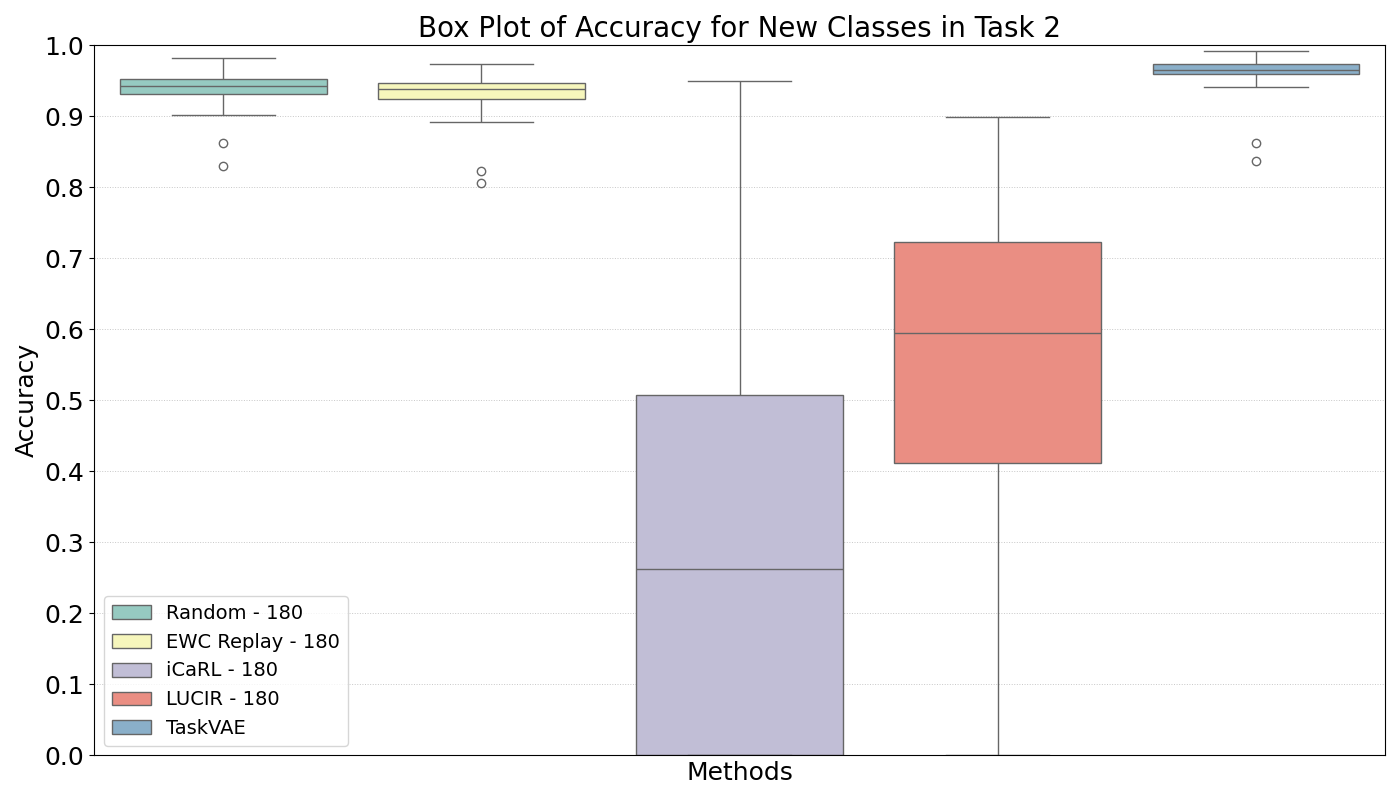 Box Plot of Accuracy for New Classes in Task 2
1.0
0.9
0.8
0.7
0.6
0.5
0.4
0.3
0.2
0.1
0.0
Accuracy
Random - 180
EWC Replay - 180
iCaRL - 180
LUCIR - 180
TaskVAE
Methods